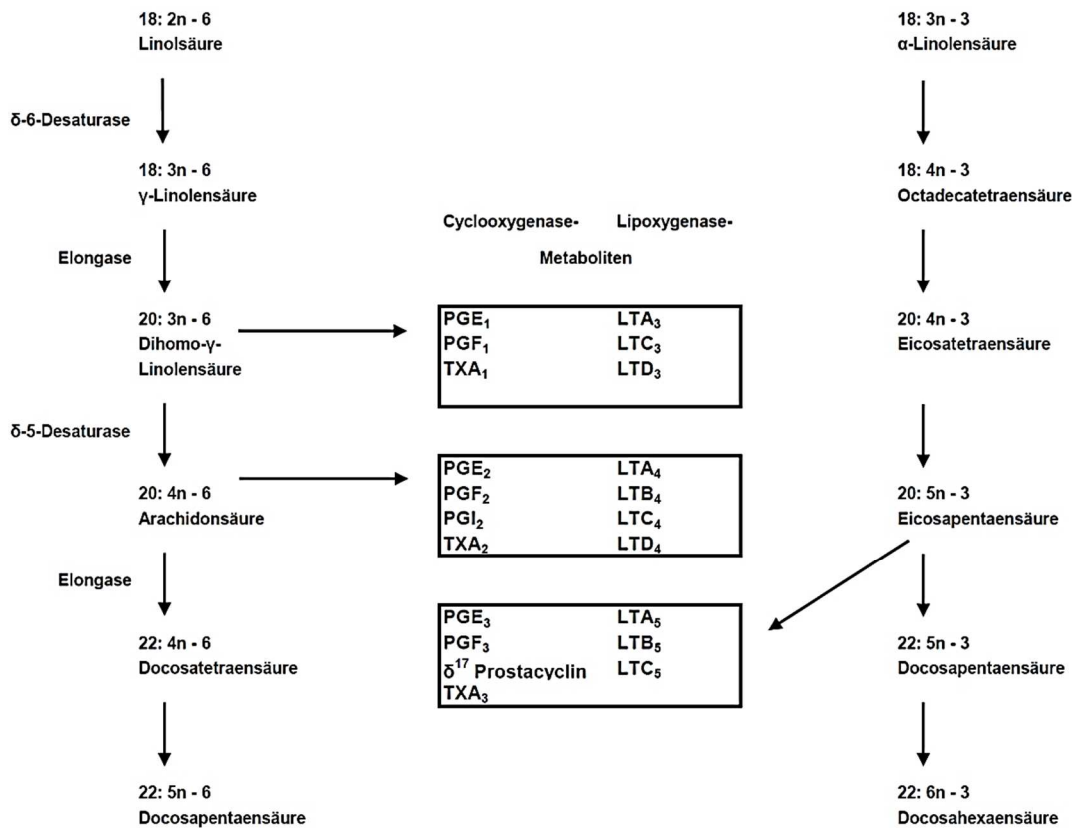 18: 2n - 6
Linolsäure
δ-6-Desaturase
18: 3n - 6
γ-Linolensäure
Elongase
20: 3n - 6
Dihomo-γ-
Linolensäure
δ-5-Desaturase
20: 4n - 6
Arachidonsäure
Elongase
22: 4n - 6
Docosatetraensäure
22: 5n - 6
Docosapentaensäure
Cyclooxygenase- Lipoxygenase-
Metaboliten
PGE₁ LTA₃
PGF₁ LTC₃
TXA₁ LTD₃
PGE₂ LTA₄
PGF₂ LTB₄
PGI₂ LTC₄
TXA₂ LTD₄
PGE₃ LTA₅
PGF₃ LTB₅
δ¹⁷ Prostacyclin LTC₅
TXA₃
18: 3n - 3
α-Linolensäure
18: 4n - 3
Octadecatetraensäure
20: 4n - 3
Eicosatetraensäure
20: 5n - 3
Eicosapentaensäure
22: 5n - 3
Docosapentaensäure
22: 6n - 3
Docosahexaensäure